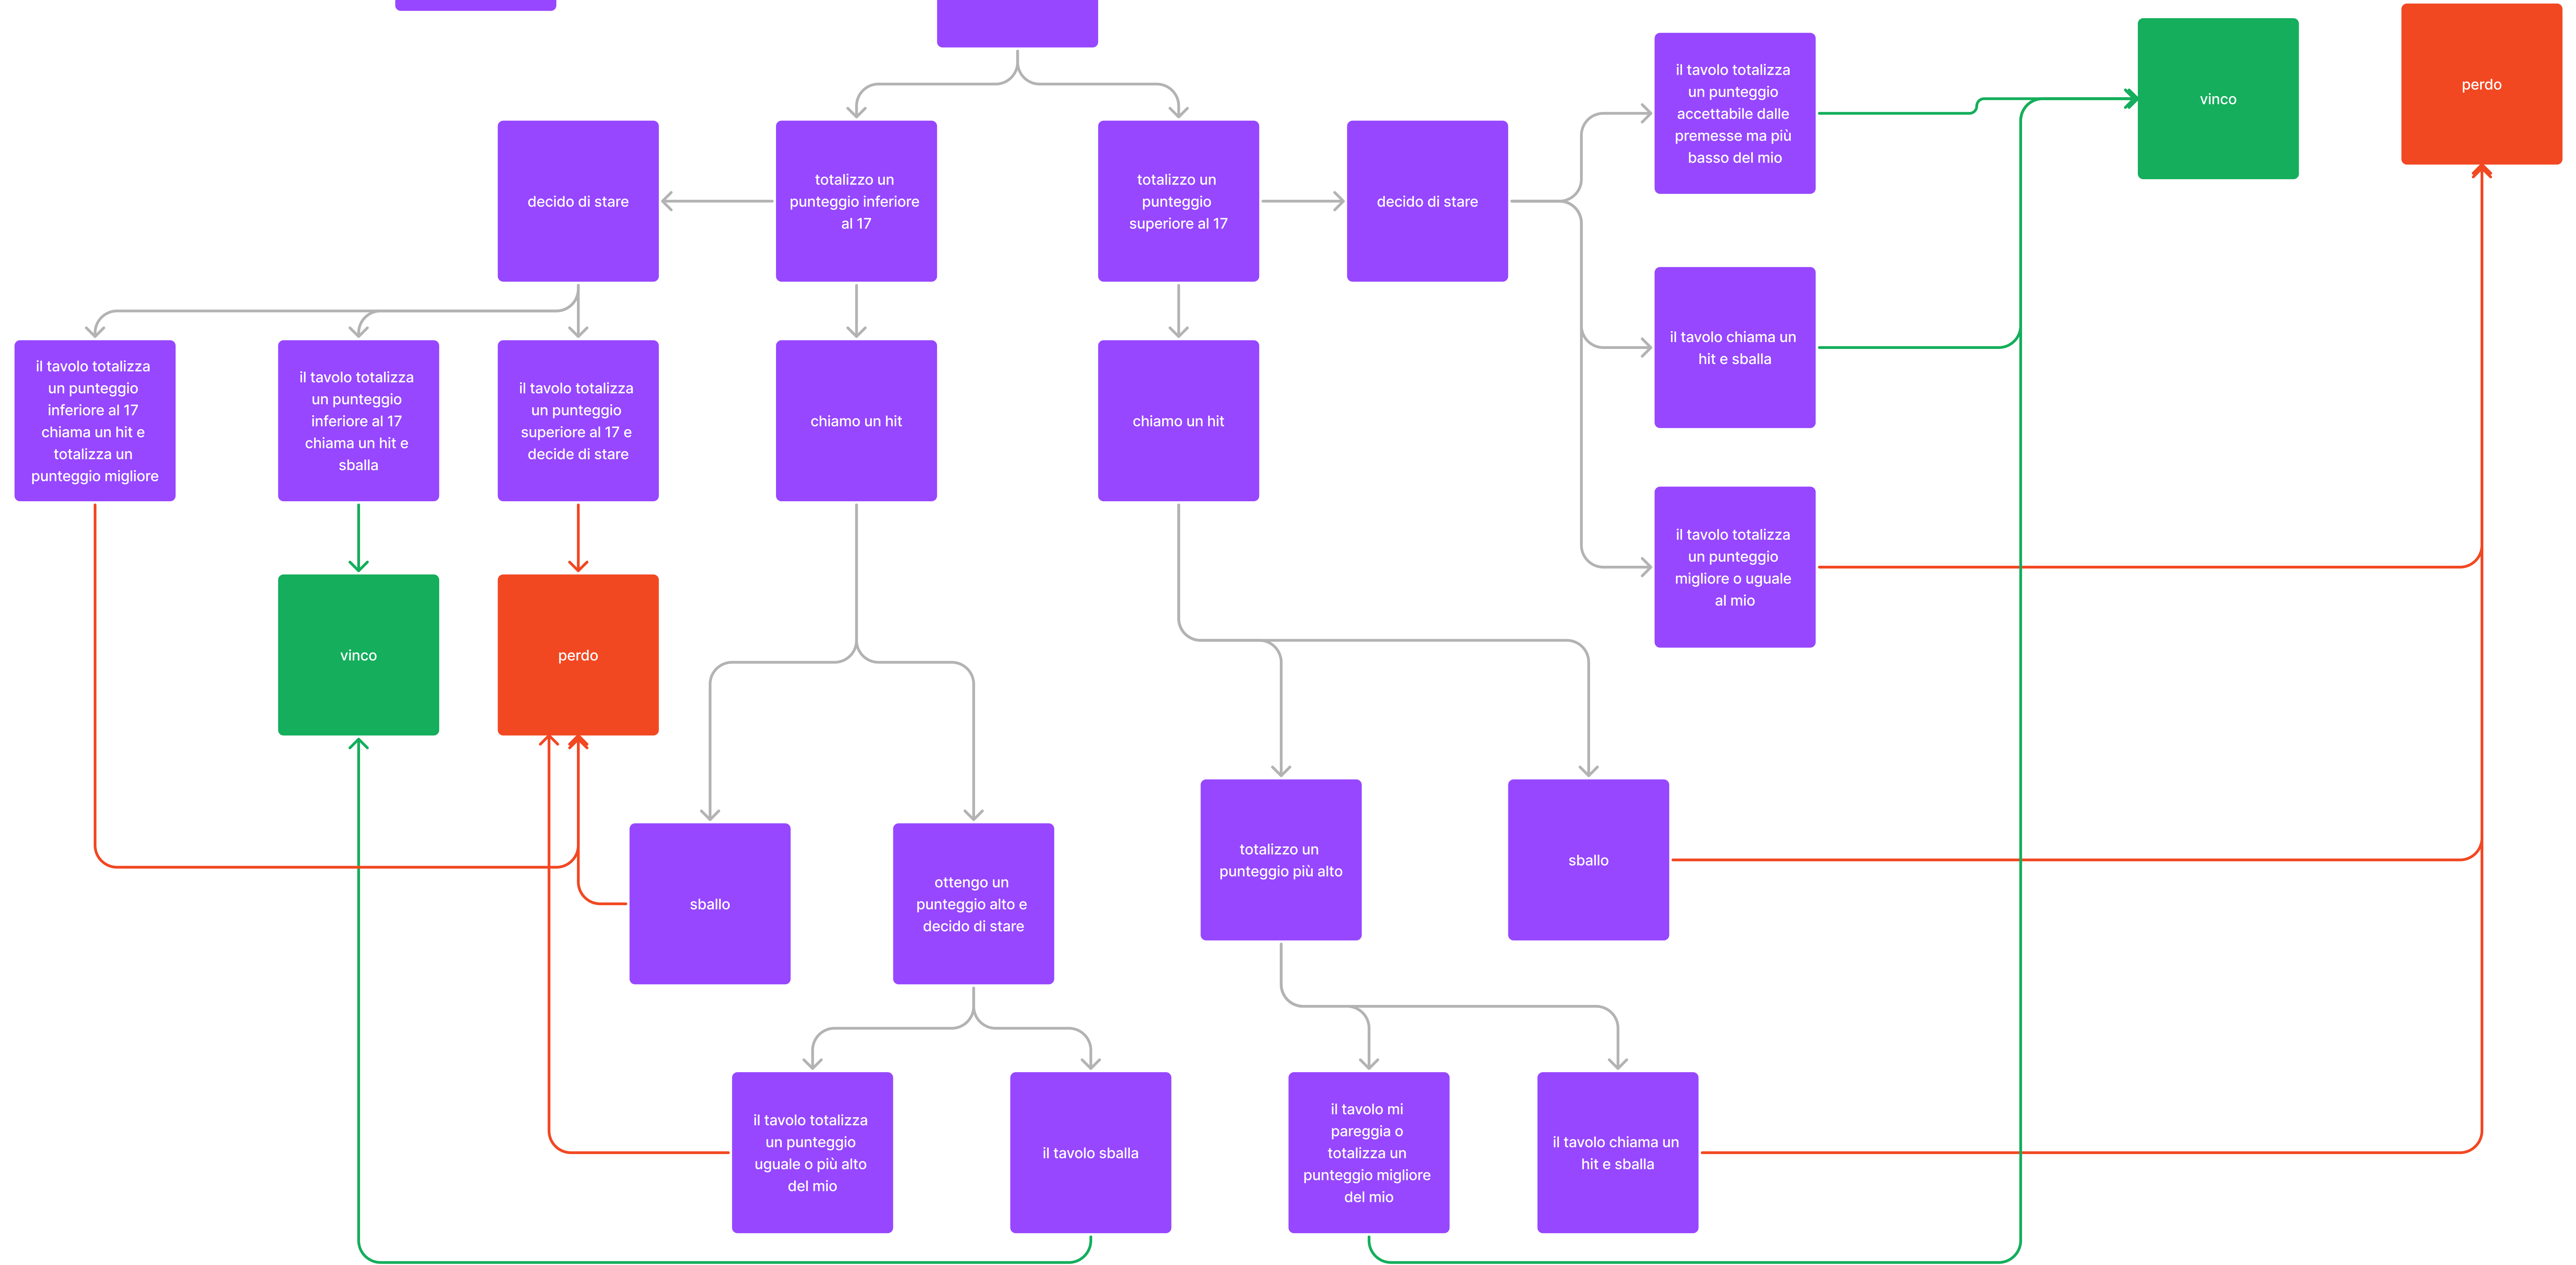 il tavolo totalizza
un punteggio
accettabile dalle
premesse ma più
basso del mio
vinco
perdo
decido di stare
totalizzo un
punteggio inferiore
al 17
totalizzo un
punteggio
superiore al 17
decido di stare
il tavolo chiama un
hit e sballa
il tavolo totalizza
un punteggio
inferiore al 17
chiama un hit e
totalizza un
punteggio migliore
il tavolo totalizza
un punteggio
inferiore al 17
chiama un hit e
sballa
il tavolo totalizza
un punteggio
superiore al 17 e
decide di stare
chiamo un hit
chiamo un hit
il tavolo totalizza
un punteggio
migliore o uguale
al mio
vinco
perdo
sballo
ottengo un
punteggio alto e
decido di stare
totalizzo un
punteggio più alto
sballo
il tavolo totalizza
un punteggio
uguale o più alto
del mio
il tavolo sballa
il tavolo mi
pareggia o
totalizza un
punteggio migliore
del mio
il tavolo chiama un
hit e sballa